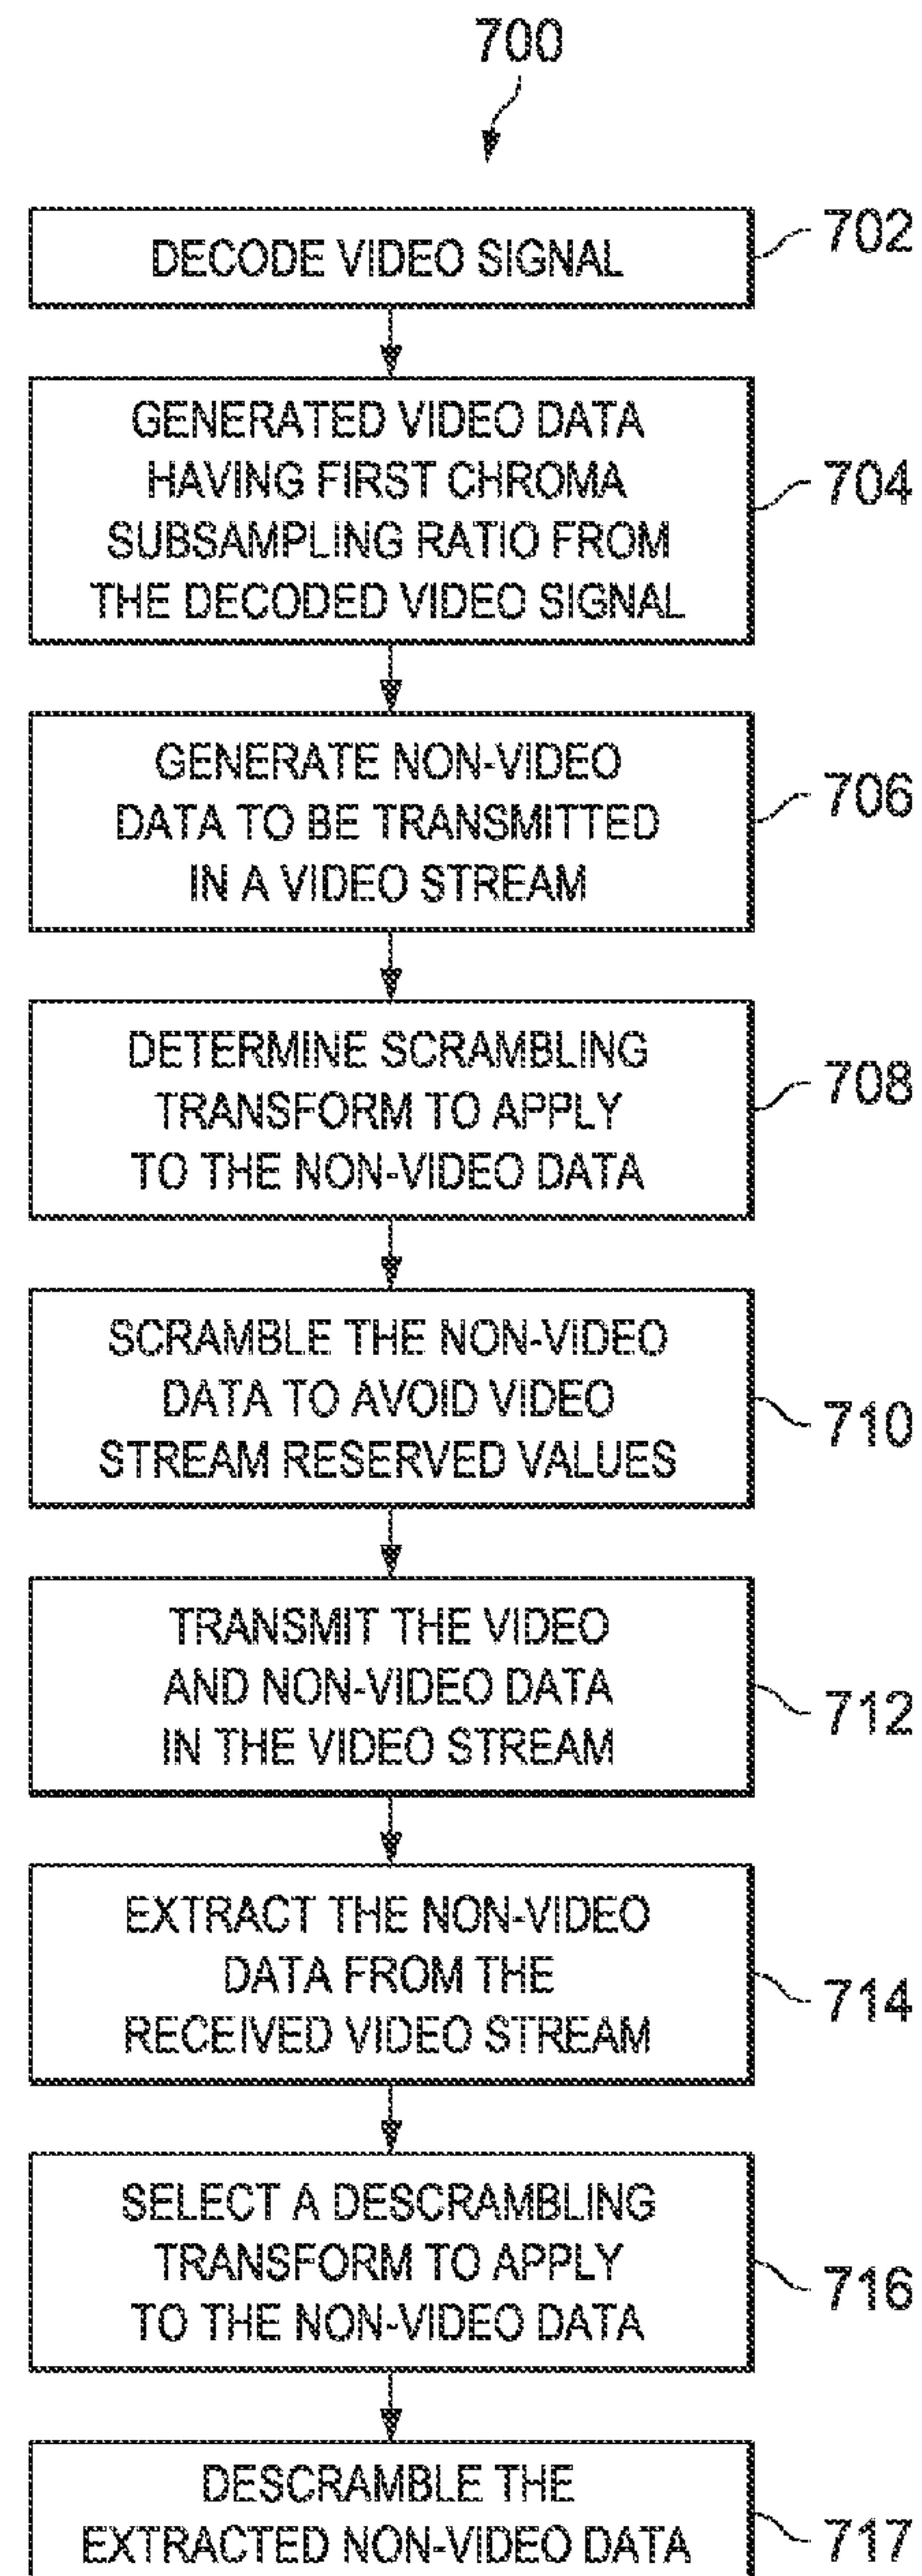 700
DECODE VIDEO SIGNAL
702
GENERATED VIDEO DATA
HAVING FIRST CHROMA
SUBSAMPLING RATIO FROM
THE DECODED VIDEO SIGNAL
704
GENERATE NON-VIDEO
DATA TO BE TRANSMITTED
IN A VIDEO STREAM
706
DETERMINE SCRAMBLING
TRANSFORM TO APPLY
TO THE NON-VIDEO DATA
708
SCRAMBLE THE NON-VIDEO
DATA TO AVOID VIDEO
STREAM RESERVED VALUES
710
TRANSMIT THE VIDEO
AND NON-VIDEO DATA
IN THE VIDEO STREAM
712
EXTRACT THE NON-VIDEO
DATA FROM THE
RECEIVED VIDEO STREAM
714
SELECT A DESCRAMBLING
TRANSFORM TO APPLY
TO THE NON-VIDEO DATA
716
DESCRAMBLE THE
EXTRACTED NON-VIDEO DATA
717